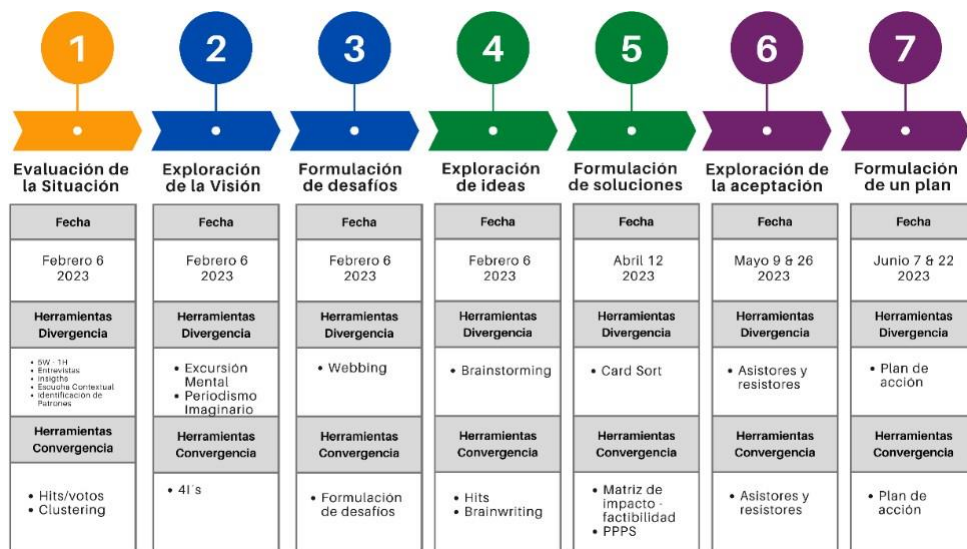 1
2
3
4
5
6
7
Evaluación de
la Situación
Exploración
de la Visión
Formulación
de desafíos
Exploración
de ideas
Formulación
de soluciones
Exploración de
la aceptación
Formulación
de un plan
Fecha
Fecha
Fecha
Fecha
Fecha
Fecha
Fecha
Febrero 6
2023
Febrero 6
2023
Febrero 6
2023
Febrero 6
2023
Abril 12
2023
Mayo 9 & 26
2023
Junio 7 & 22
2023
Herramientas
Divergencia
Herramientas
Divergencia
Herramientas
Divergencia
Herramientas
Divergencia
Herramientas
Divergencia
Herramientas
Divergencia
Herramientas
Divergencia
• 5W - 1H
• Entrevistas
• Insigths
• Escucha Contextual
• Identificación de
Patrones
• Excursión
Mental
• Periodismo
Imaginario
• Webbing
• Brainstorming
• Card Sort
• Asistores y
resistores
• Plan de
acción
Herramientas
Convergencia
Herramientas
Convergencia
Herramientas
Convergencia
Herramientas
Convergencia
Herramientas
Convergencia
Herramientas
Convergencia
Herramientas
Convergencia
• Hits/votos
• Clustering
• 4I´s
• Formulación
de desafíos
• Hits
• Brainwriting
• Matriz de
impacto -
factibilidad
• PPPS
• Asistores y
resistores
• Plan de
acción